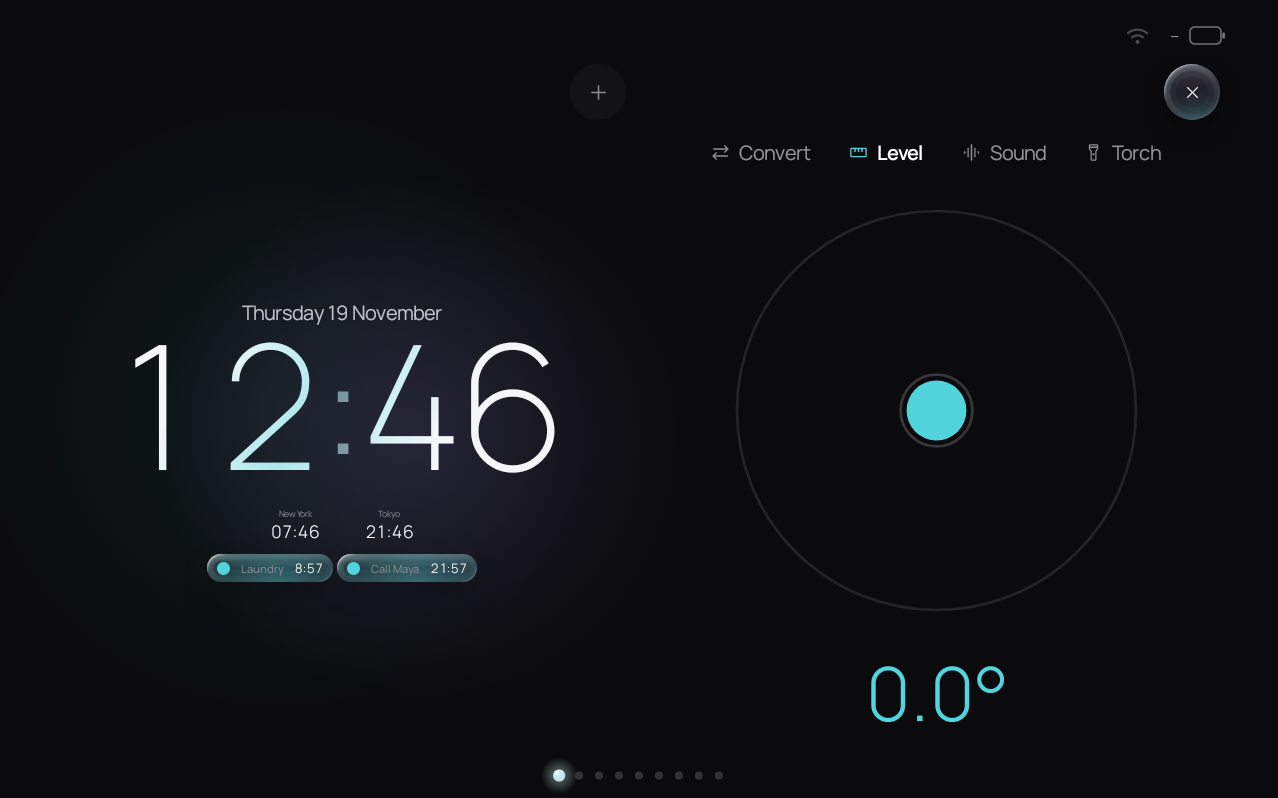 –
Convert Level Sound Torch
Thursday 19 November
12:46
New York Tokyo
07:46 21:46
Laundry 8:57 Call Maya 21:57
0.0°